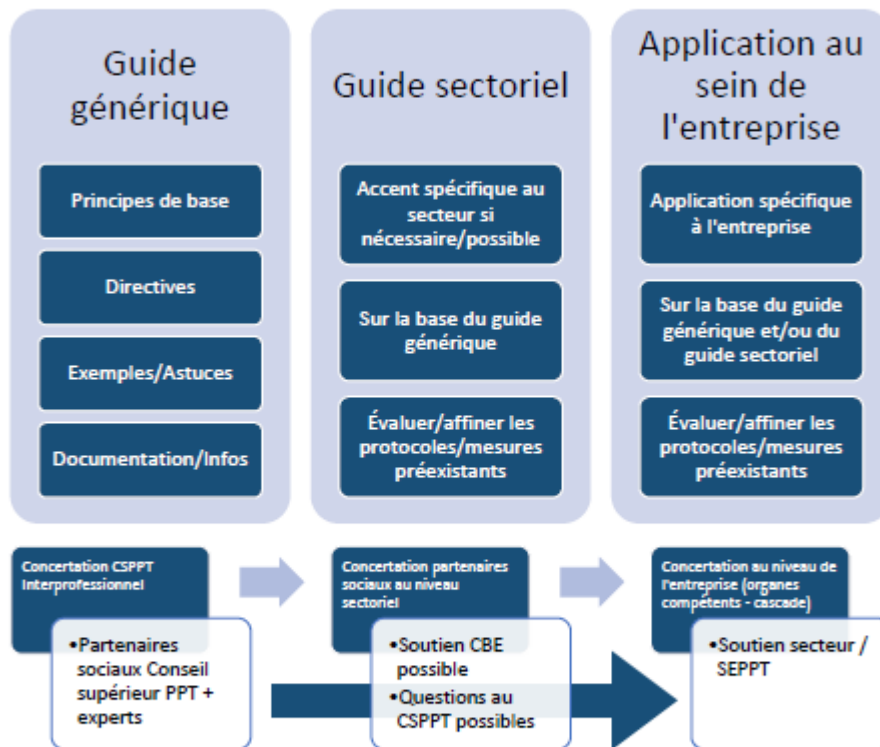 Guide
générique
Principes de base
Directives
Exemples/Astuces
Documentation/Infos
Guide sectoriel
Accent spécifique au
secteur si
nécessaire/possible
Sur la base du guide
générique
Évaluer/affiner les
protocoles/mesures
préexistants
Application au
sein de
l'entreprise
Application spécifique
à l'entreprise
Sur la base du guide
générique et/ou du
guide sectoriel
Évaluer/affiner les
protocoles/mesures
préexistants
Concertation CSPPT
Interprofessionnel
•Partenaires
sociaux Conseil
supérieur PPT +
experts
Concertation partenaires
sociaux au niveau
sectoriel
•Soutien CBE
possible
•Questions au
CSPPT possibles
Concertation au niveau de
l'entreprise (organes
compétents - cascade)
•Soutien secteur /
SEPPT